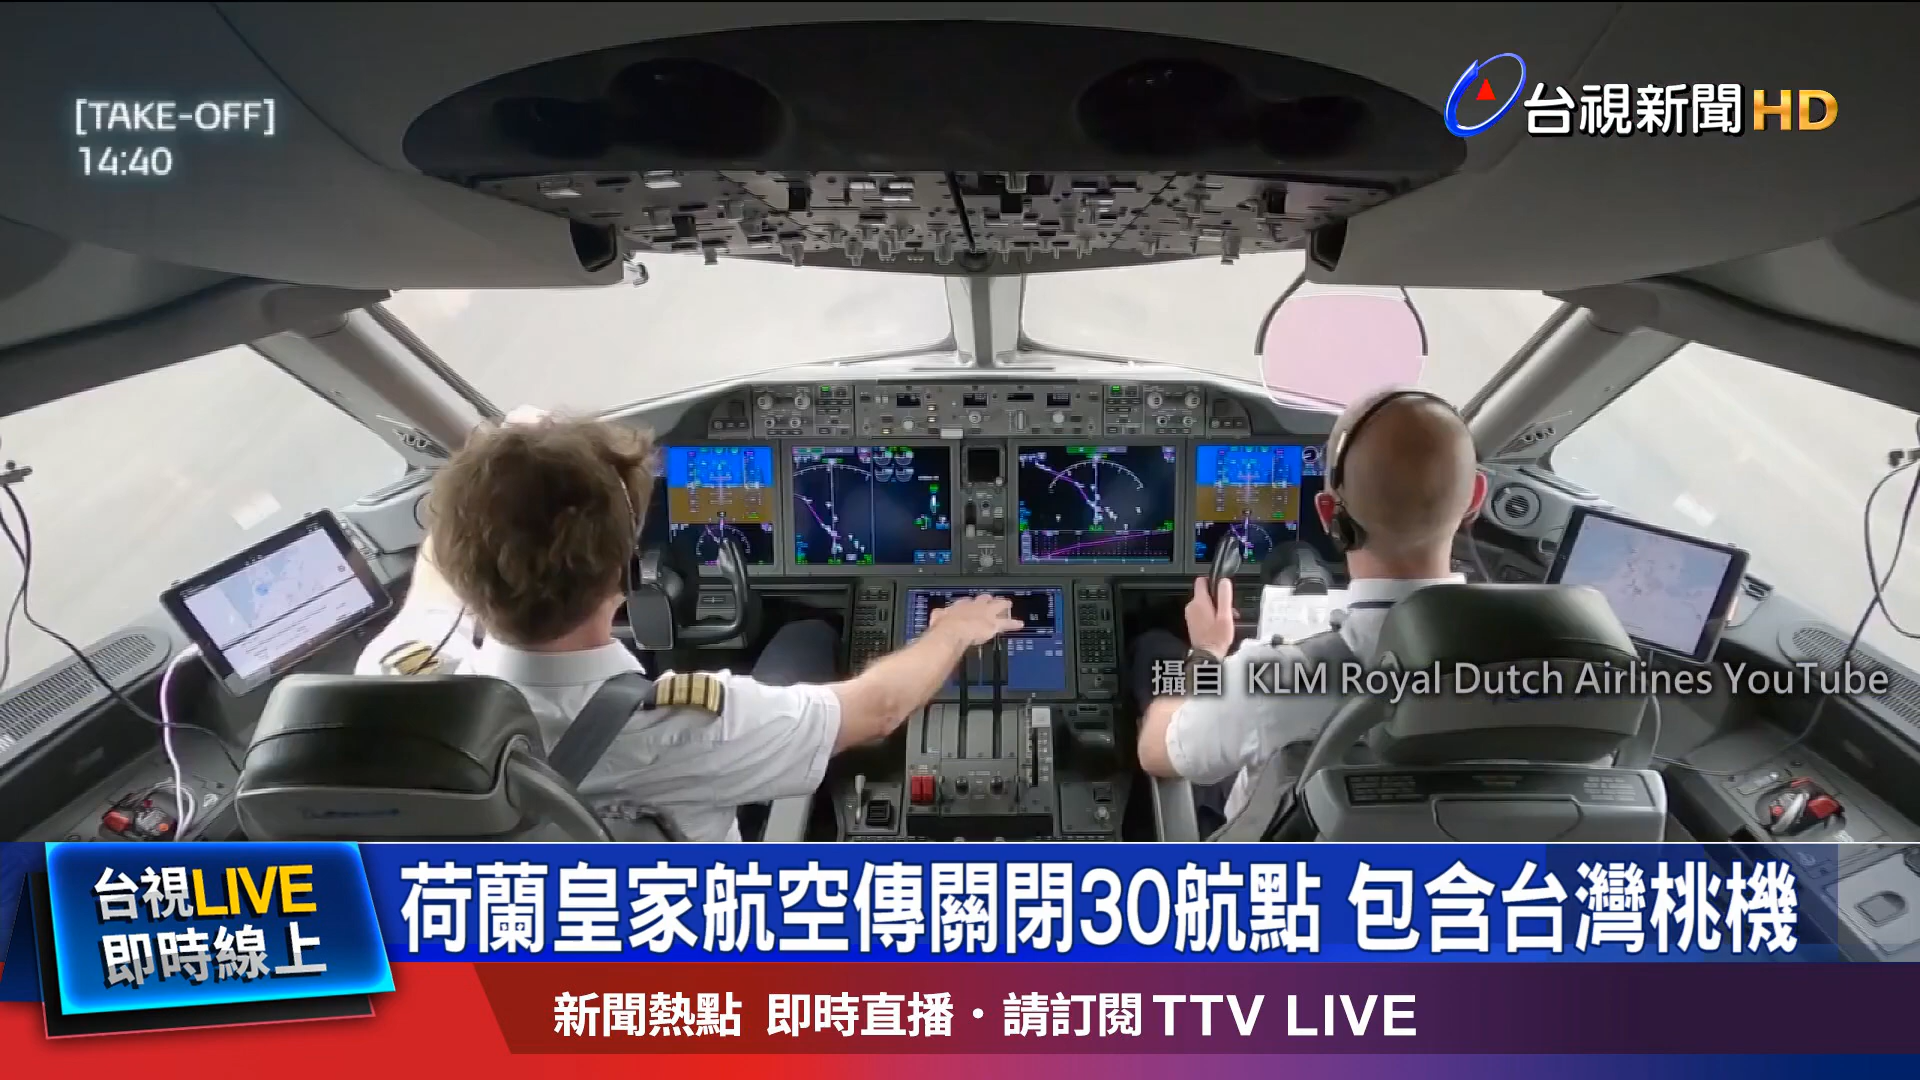 [TAKE-OFF]
14:40
台視新聞HD
攝自 KLM Royal Dutch Airlines YouTube
台視LIVE
即時線上
荷蘭皇家航空傳關閉30航點 包含台灣桃機
新聞熱點 即時直播・請訂閱TTV LIVE